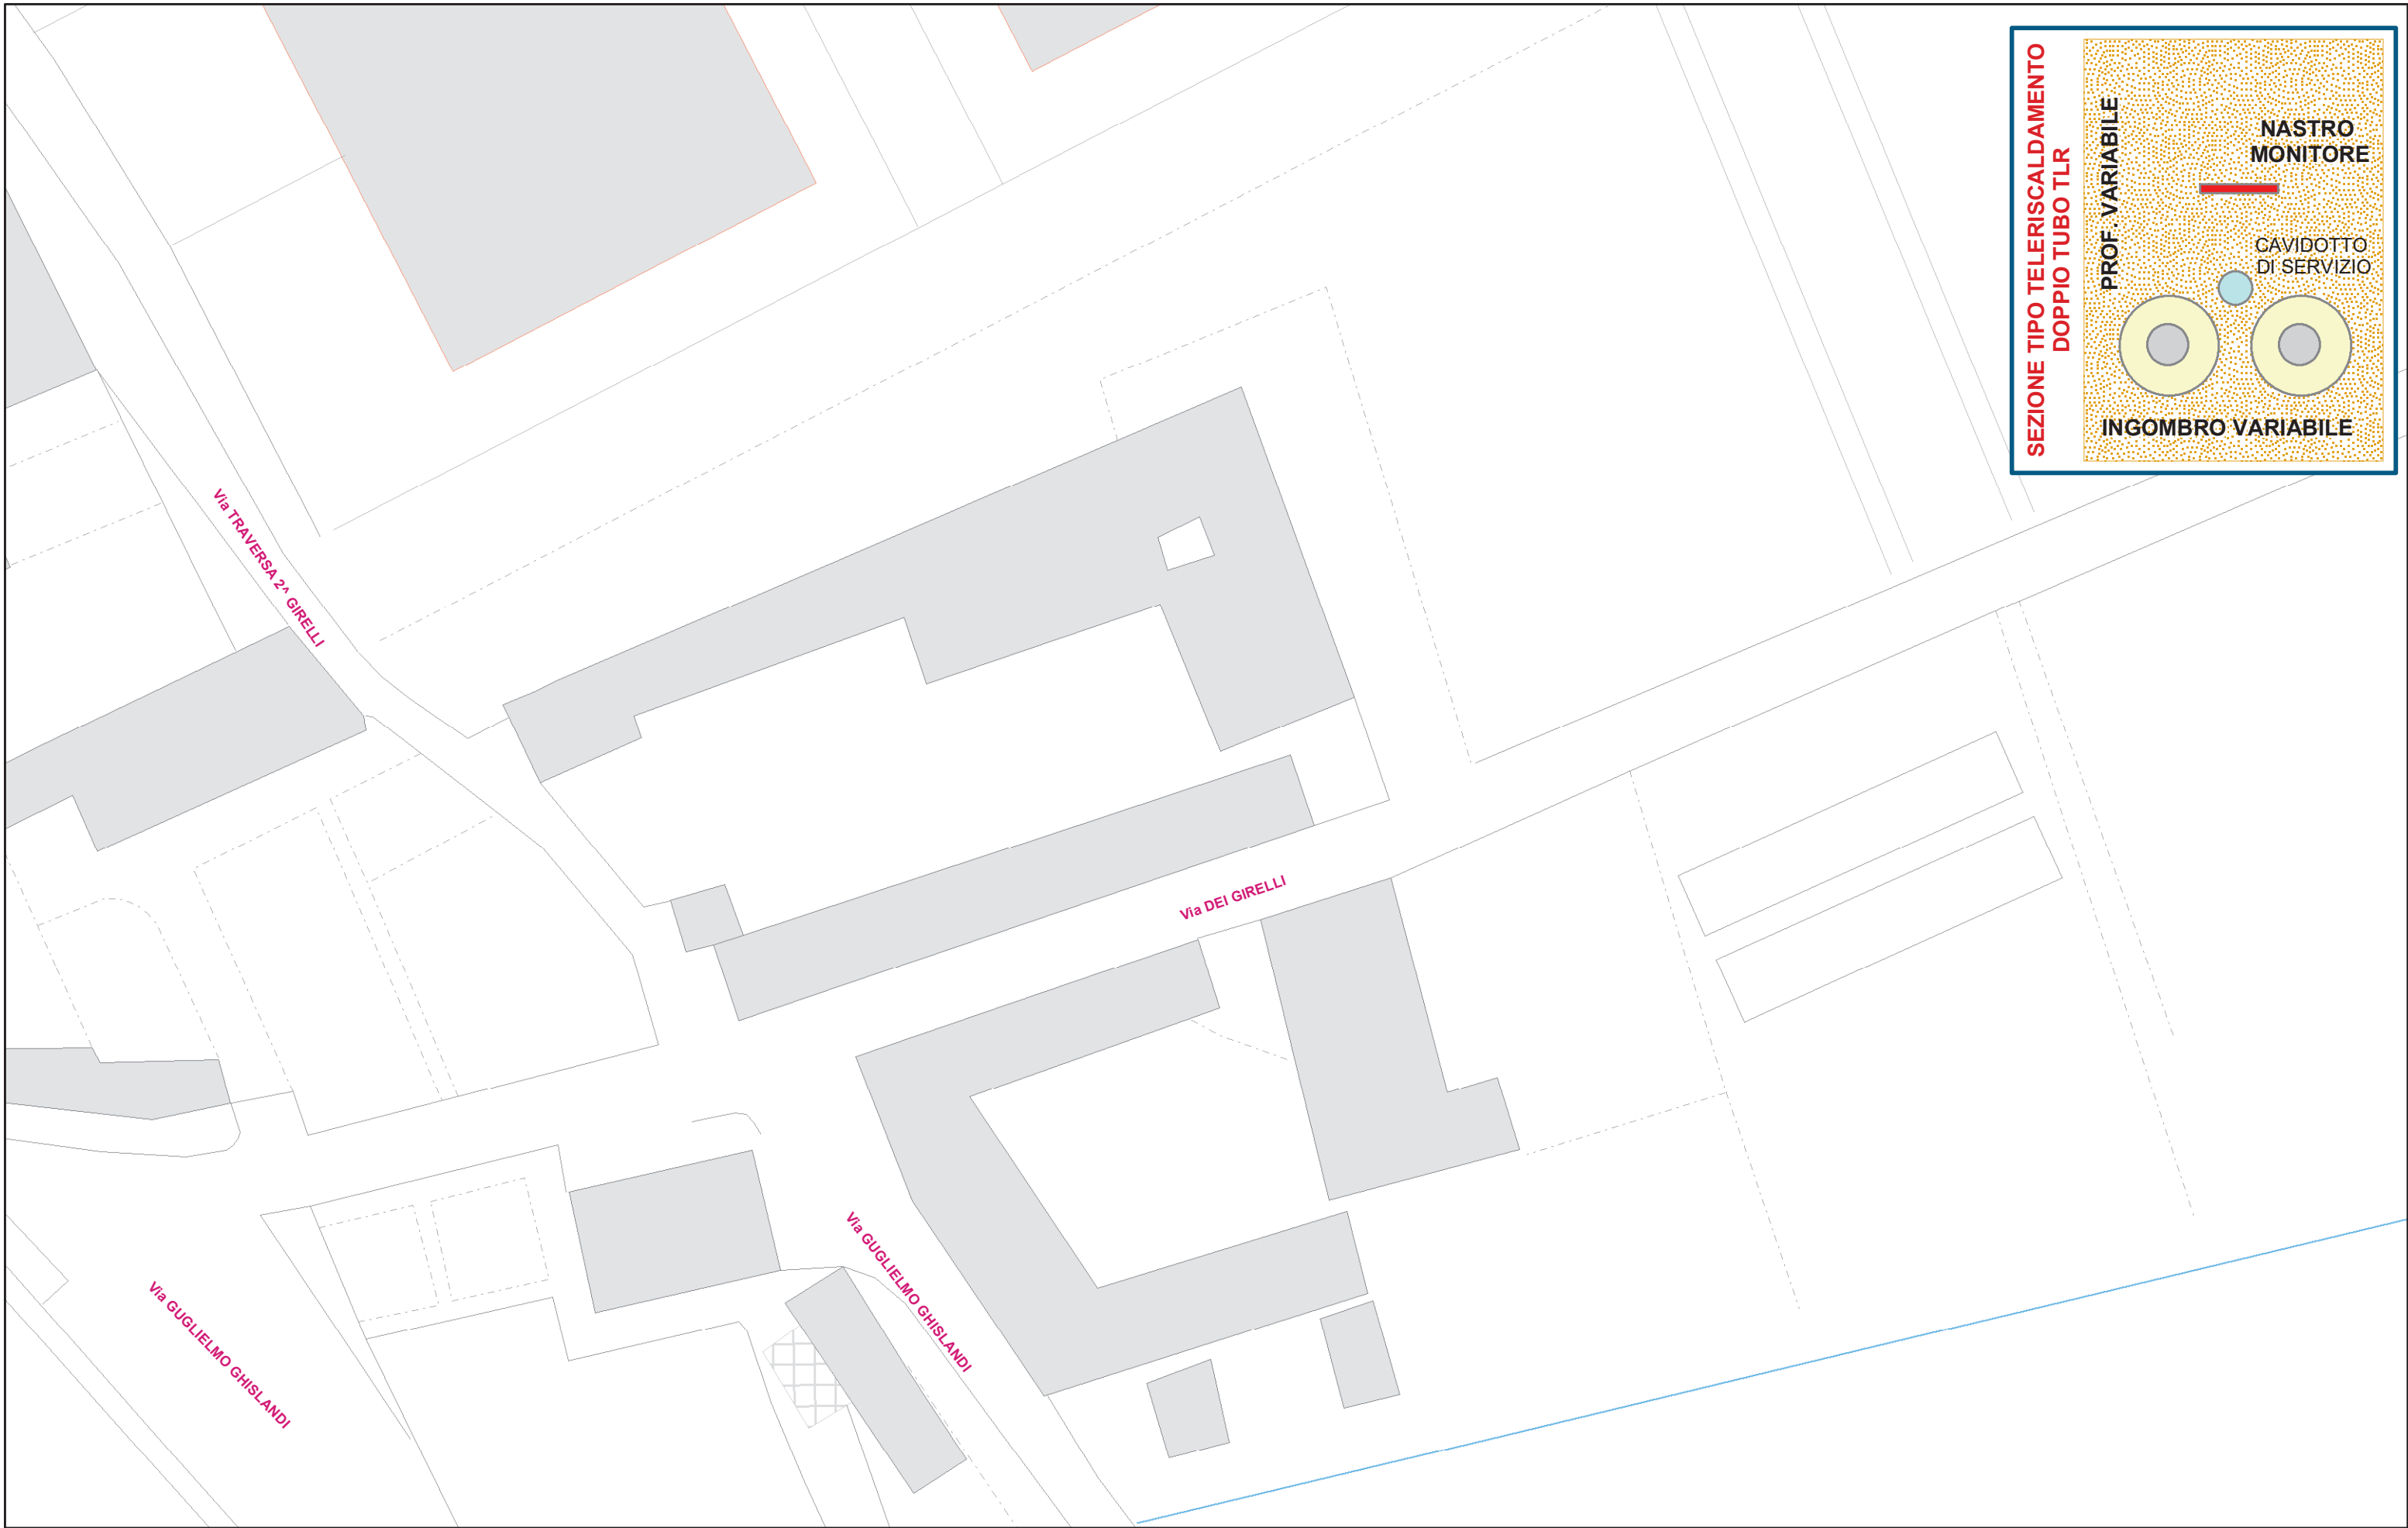 SEZIONE TIPO TELERISCALDAMENTO
DOPPIO TUBO TLR
PROF. VARIABILE
NASTRO
MONITORE
CAVIDOTTO
DI SERVIZIO
INGOMBRO VARIABILE
Via TRAVERSA 2^ GIRELLI
Via DEI GIRELLI
Via GUGLIELMO GHISLANDI
Via GUGLIELMO GHISLANDI